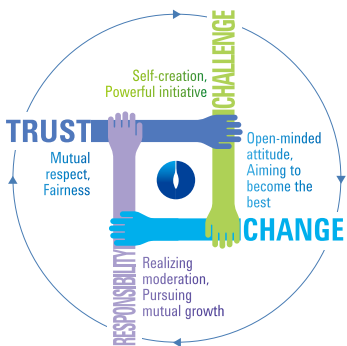 CHALLENGE
Self-creation,
Powerful initiative
TRUST
Mutual
respect,
Fairness
Open-minded
attitude,
Aiming to
become the
best
CHANGE
RESPONSIBILITY
Realizing
moderation,
Pursuing
mutual growth